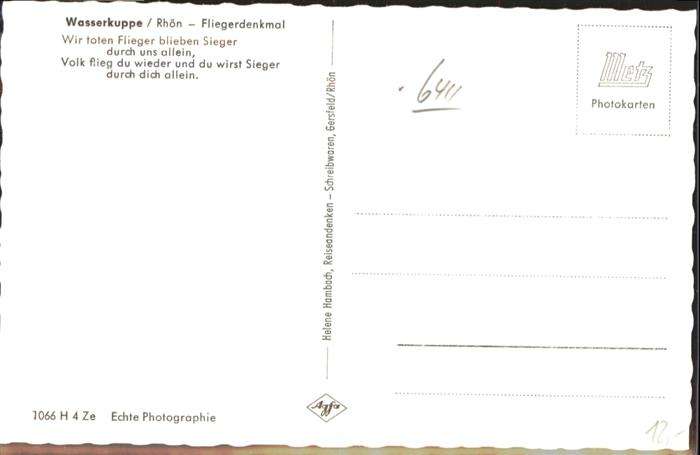 Wasserkuppe / Rhön – Fliegerdenkmal
Wir toten Flieger blieben Sieger
durch uns allein,
Volk flieg du wieder und du wirst Sieger
durch dich allein.
Helene Hambach, Reiseandenken – Schreibwaren, Gersfeld/Rhön
6411
Metz
Photokarten
1066 H 4 Ze Echte Photographie
Agfa
12,-